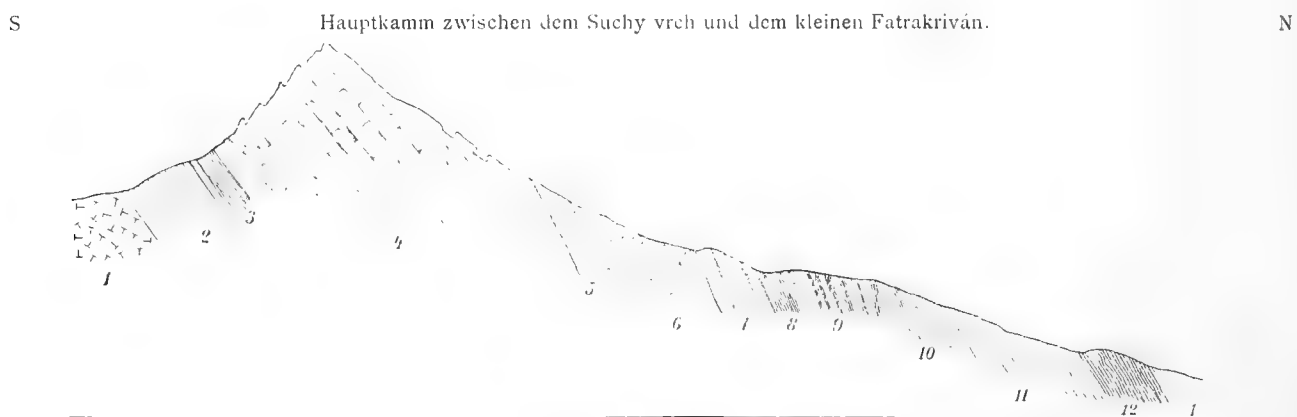 S Hauptkamm zwischen dem Suchy vrch und dem kleinen Fatrakriván. N
1 2 3 4 5 6 1 8 9 10 11 12 1